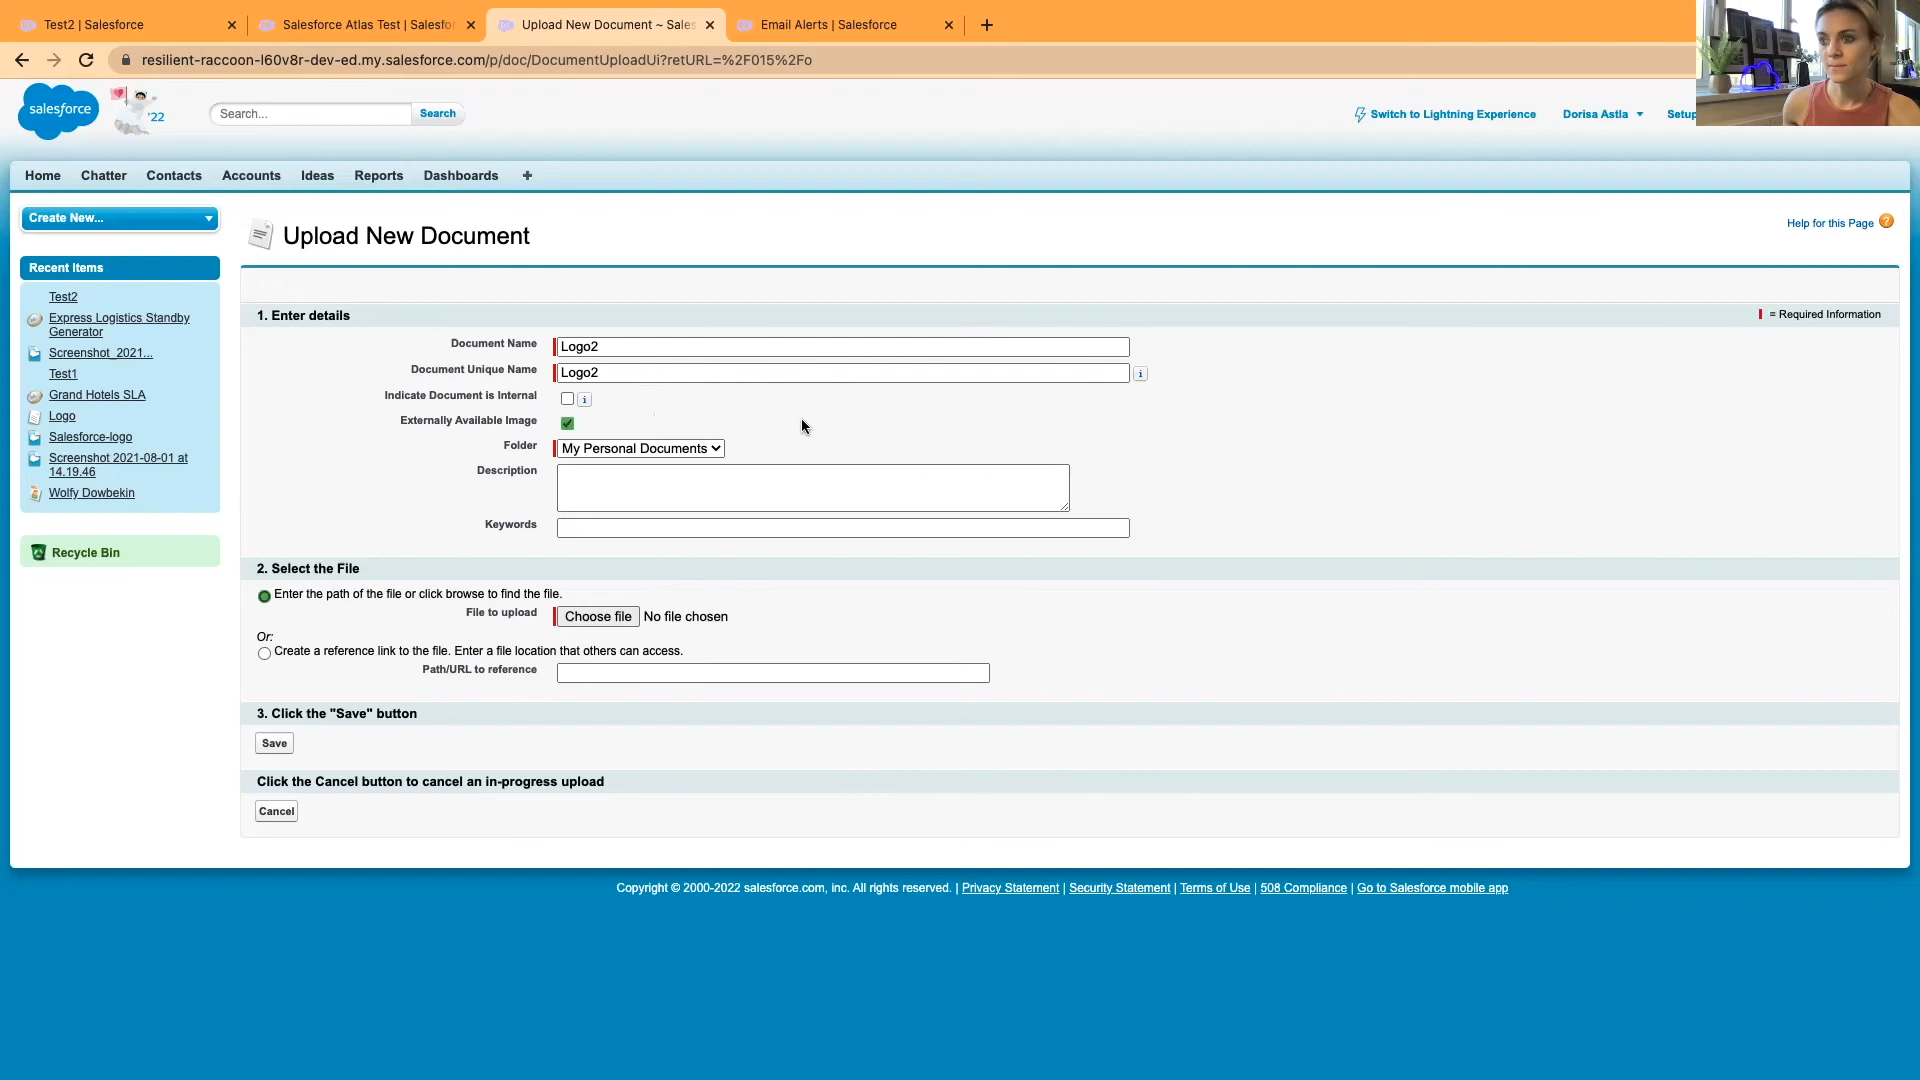 Test2 | Salesforce
Salesforce Atlas Test | Salesfor
Upload New Document ~ Sales
Email Alerts | Salesforce
resilient-raccoon-l60v8r-dev-ed.my.salesforce.com/p/doc/DocumentUploadUi?retURL=%2F015%2Fo
salesforce
'22
Search...
Search
Switch to Lightning Experience
Dorisa Astla
Setup
Home
Chatter
Contacts
Accounts
Ideas
Reports
Dashboards
Create New...
Recent Items
Test2
Express Logistics Standby
Generator
Screenshot_2021...
Test1
Grand Hotels SLA
Logo
Salesforce-logo
Screenshot 2021-08-01 at
14.19.46
Wolfy Dowbekin
Recycle Bin
Upload New Document
Help for this Page
1. Enter details
= Required Information
Document Name
Logo2
Document Unique Name
Logo2
Indicate Document is Internal
Externally Available Image
Folder
My Personal Documents
Description
Keywords
2. Select the File
Enter the path of the file or click browse to find the file.
File to upload
Choose file No file chosen
Or:
Create a reference link to the file. Enter a file location that others can access.
Path/URL to reference
3. Click the "Save" button
Save
Click the Cancel button to cancel an in-progress upload
Cancel
Copyright © 2000-2022 salesforce.com, inc. All rights reserved. | Privacy Statement | Security Statement | Terms of Use | 508 Compliance | Go to Salesforce mobile app